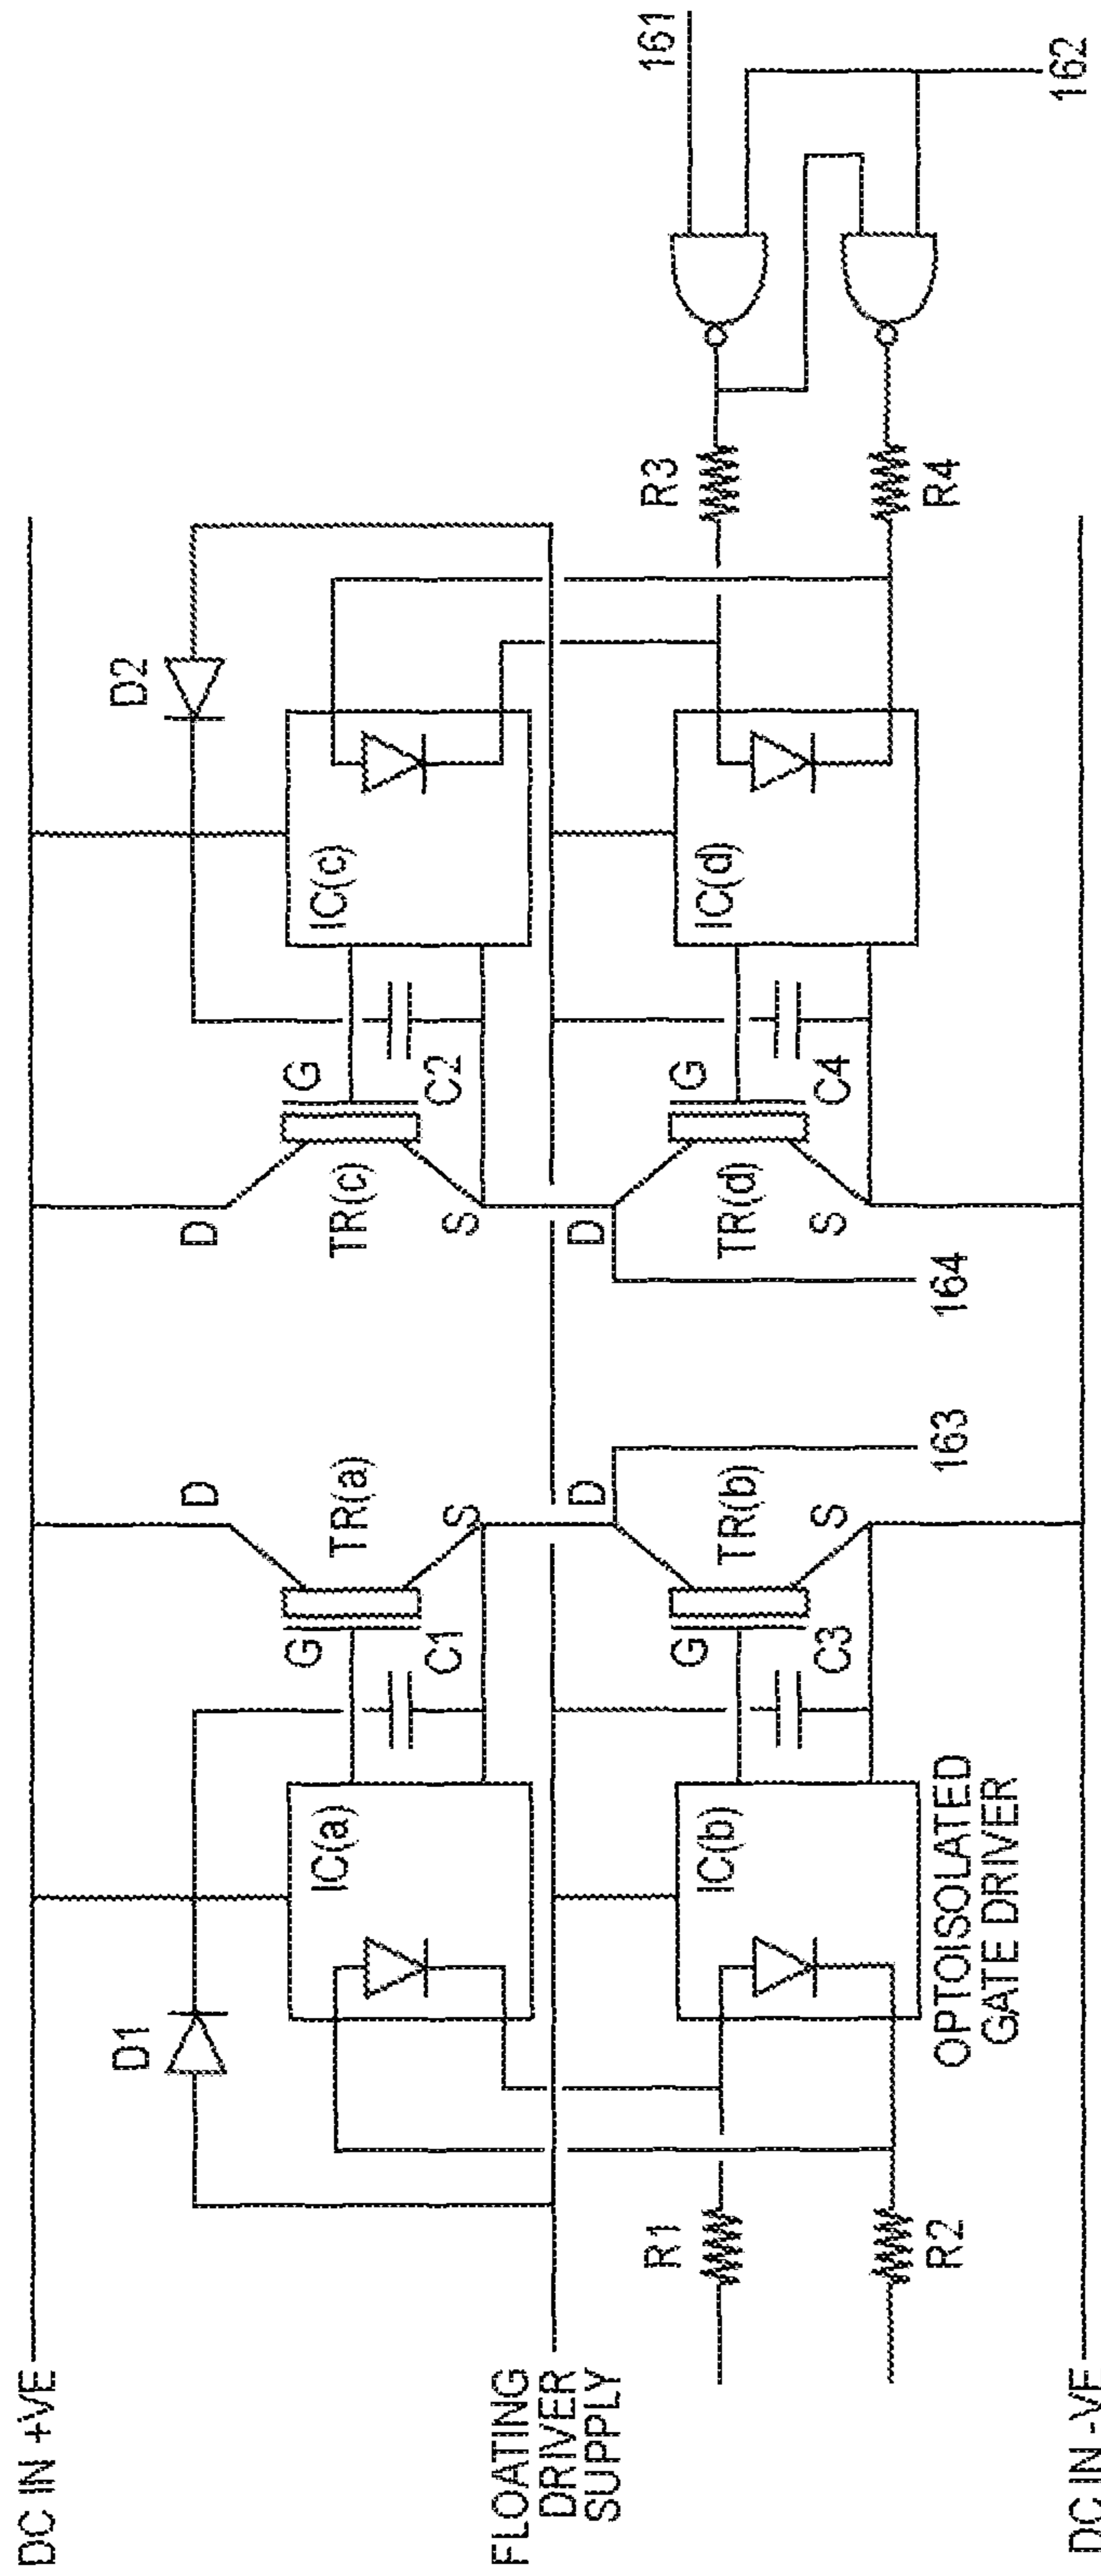 DC IN +VE
D1
D2
IC(a)
G
C1
TR(a)
D
S
D
TR(c)
S
G
C2
IC(c)
FLOATING
DRIVER
SUPPLY
R1
R2
IC(b)
OPTOISOLATED
GATE DRIVER
G
C3
TR(b)
D
S
163
164
D
TR(d)
S
G
C4
IC(d)
R3
R4
161
162
DC IN -VE